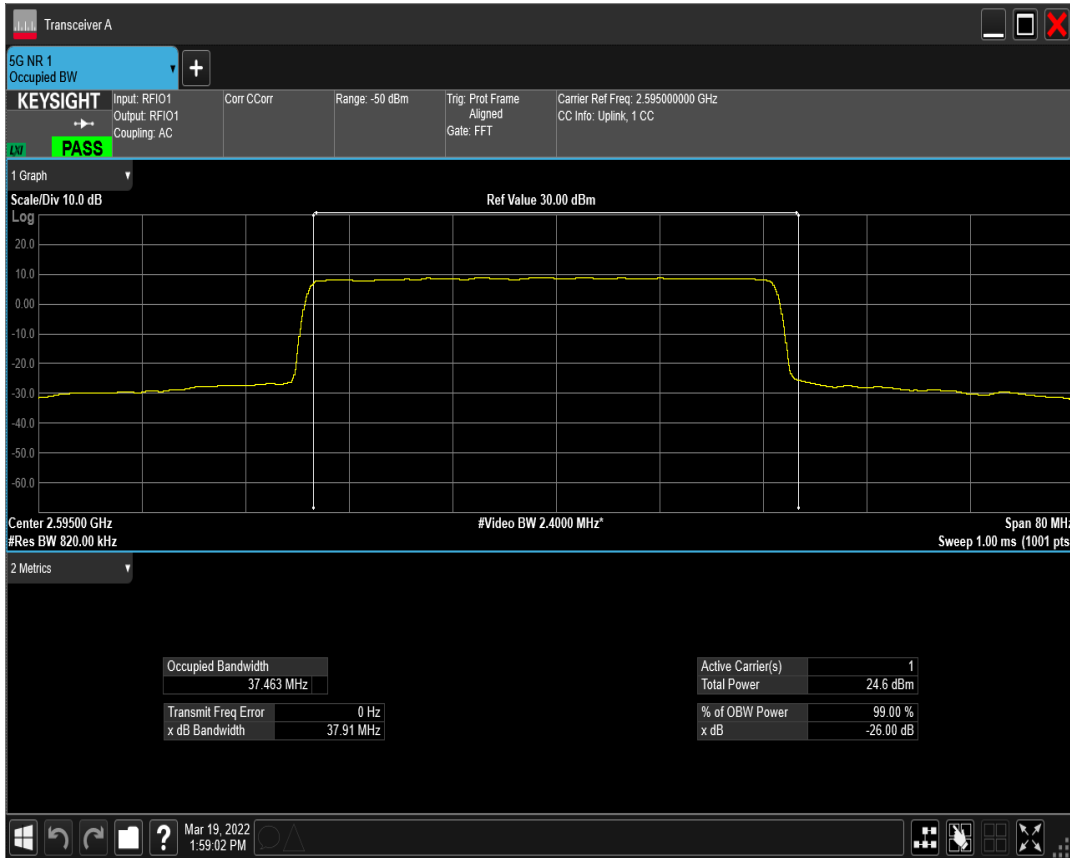 Transceiver A
5G NR 1
Occupied BW
+
KEYSIGHT
LXI
PASS
Input: RFIO1
Output: RFIO1
Coupling: AC
Corr CCorr
Range: -50 dBm
Trig: Prot Frame
Aligned
Gate: FFT
Carrier Ref Freq: 2.595000000 GHz
CC Info: Uplink, 1 CC
1 Graph
Scale/Div 10.0 dB
Ref Value 30.00 dBm
Log
20.0
10.0
0.00
-10.0
-20.0
-30.0
-40.0
-50.0
-60.0
Center 2.59500 GHz
#Video BW 2.4000 MHz*
Span 80 MHz
#Res BW 820.00 kHz
Sweep 1.00 ms (1001 pts
2 Metrics
Occupied Bandwidth
37.463 MHz
Transmit Freq Error 0 Hz
x dB Bandwidth 37.91 MHz
Active Carrier(s) 1
Total Power 24.6 dBm
% of OBW Power 99.00 %
x dB -26.00 dB
?
Mar 19, 2022
1:59:02 PM